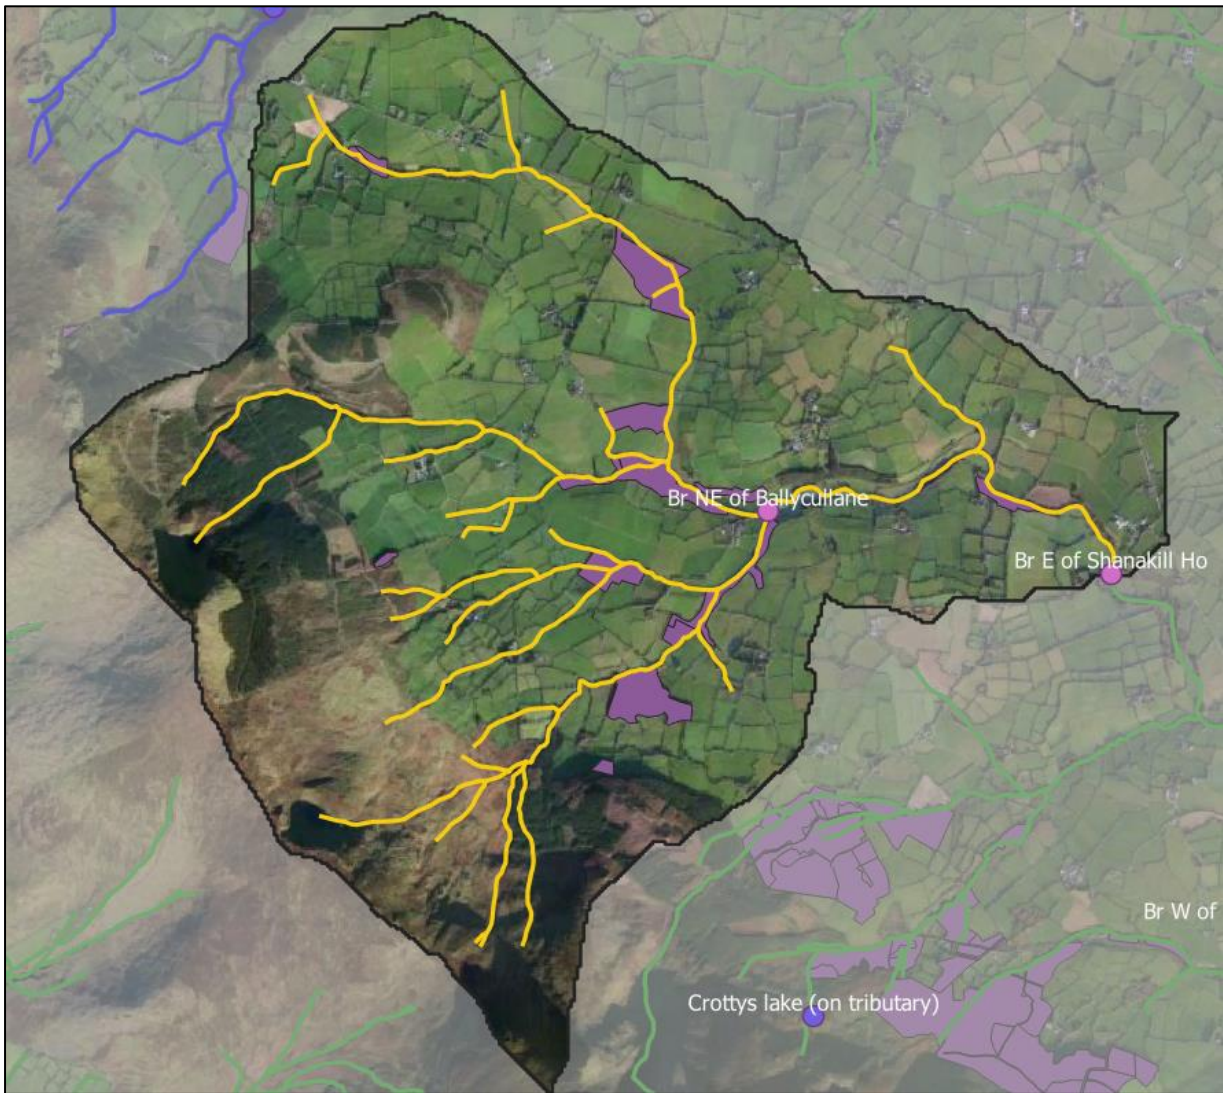 Br NE of Ballycullane
Br E of Shanakill Ho
Br W of
Crottys lake (on tributary)